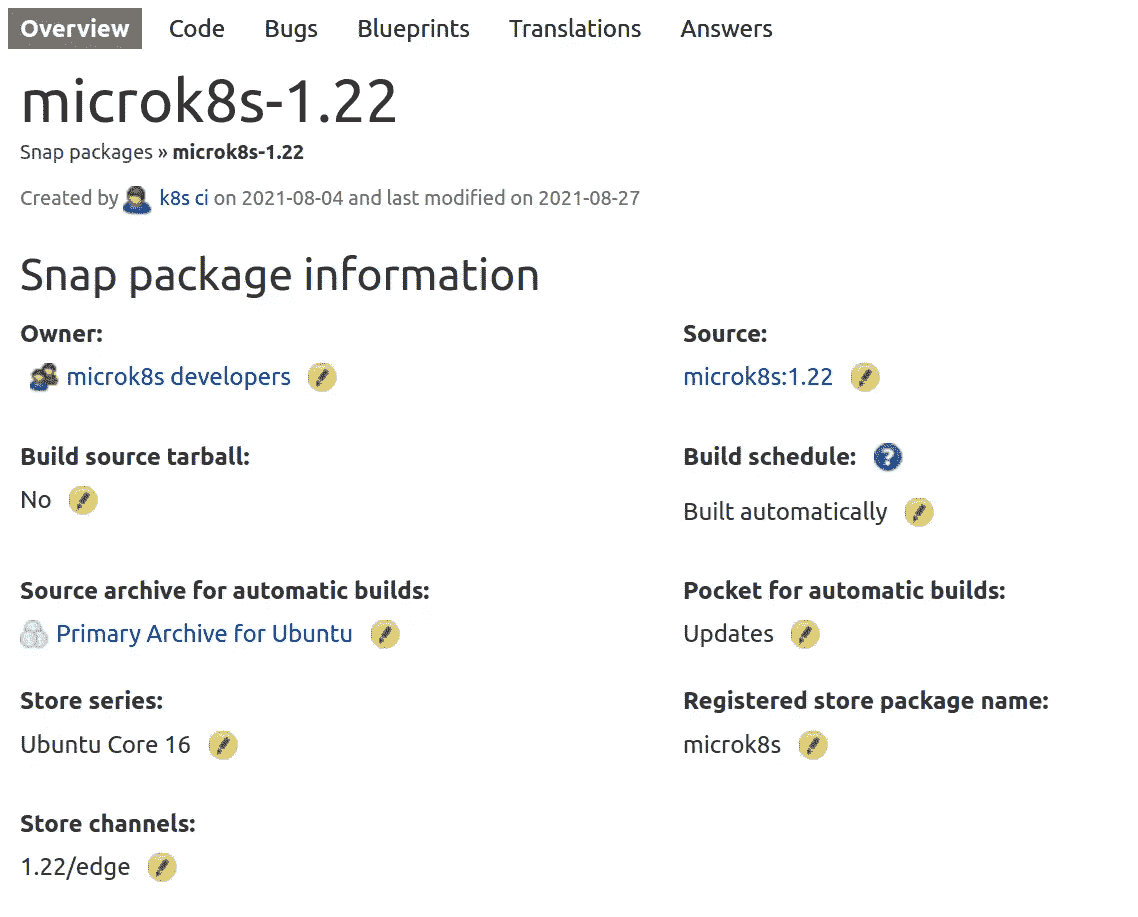 Overview Code Bugs Blueprints Translations Answers
microk8s-1.22
Snap packages » microk8s-1.22
Created by k8s ci on 2021-08-04 and last modified on 2021-08-27
Snap package information
Owner:
microk8s developers
Source:
microk8s:1.22
Build source tarball:
No
Build schedule: ?
Built automatically
Source archive for automatic builds:
Primary Archive for Ubuntu
Pocket for automatic builds:
Updates
Store series:
Ubuntu Core 16
Registered store package name:
microk8s
Store channels:
1.22/edge